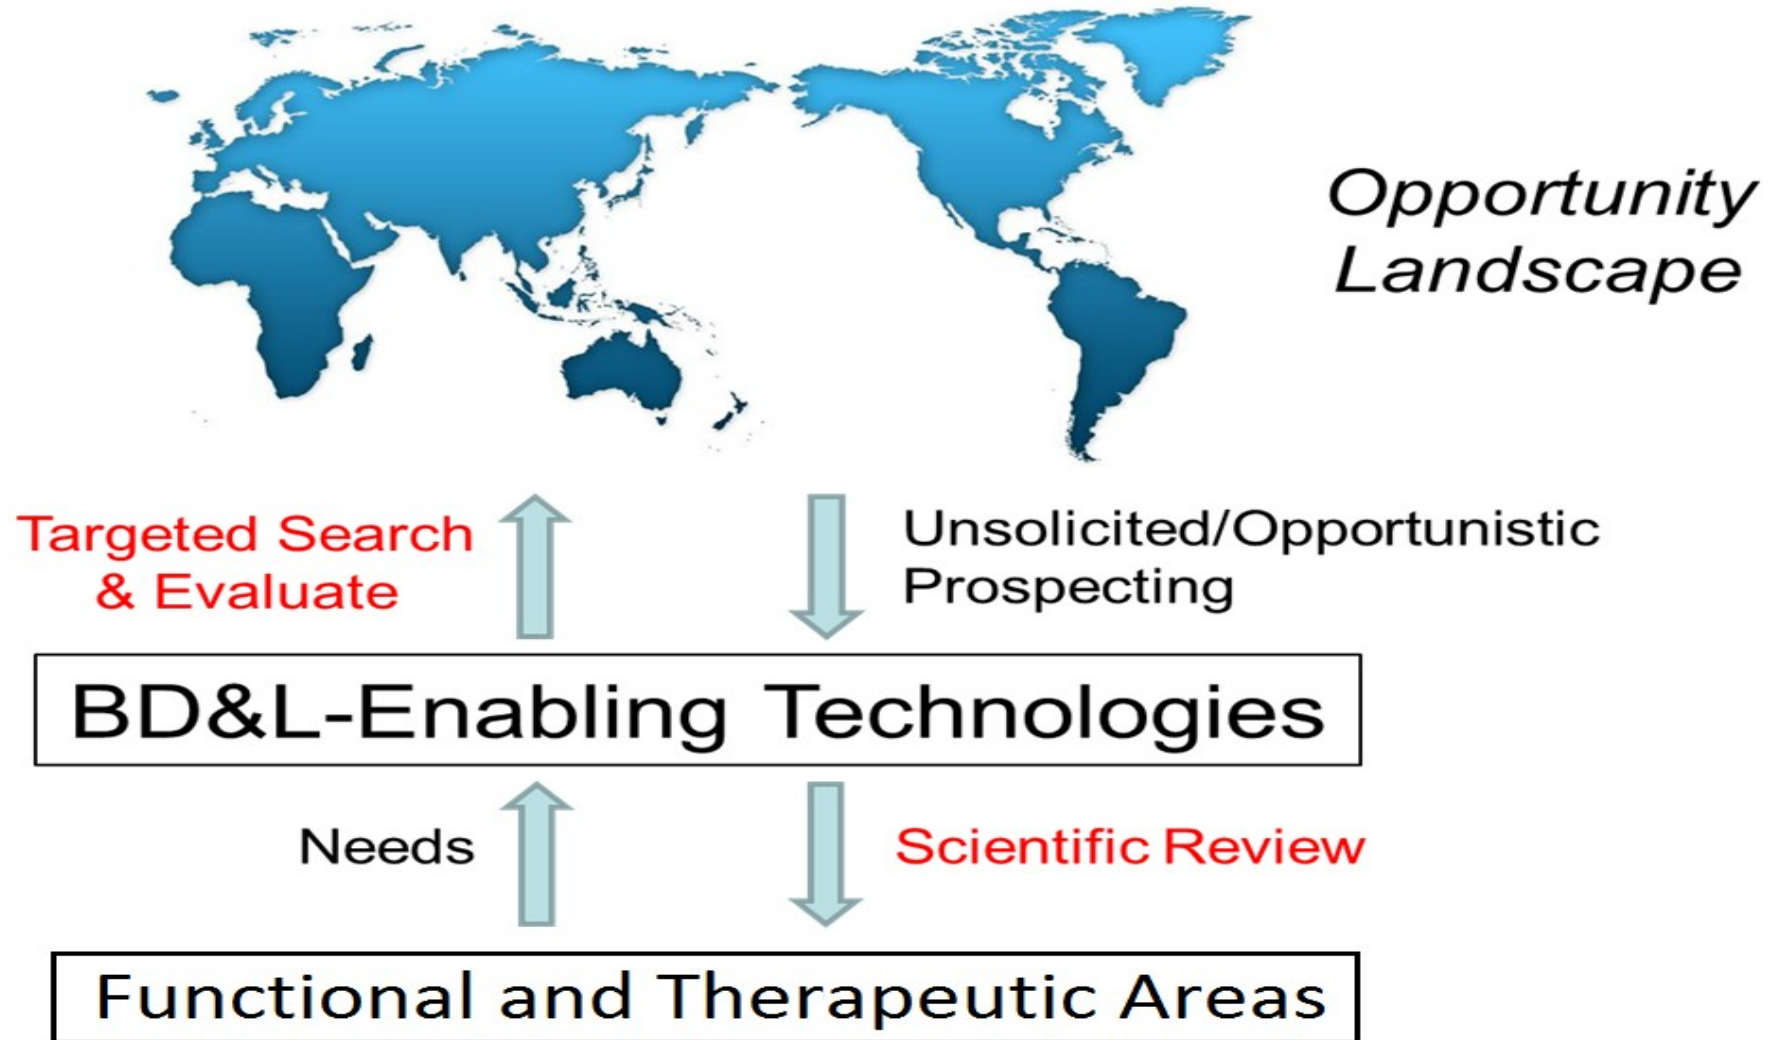 Opportunity
Landscape
Targeted Search
& Evaluate
Unsolicited/Opportunistic
Prospecting
BD&L-Enabling Technologies
Needs
Scientific Review
Functional and Therapeutic Areas